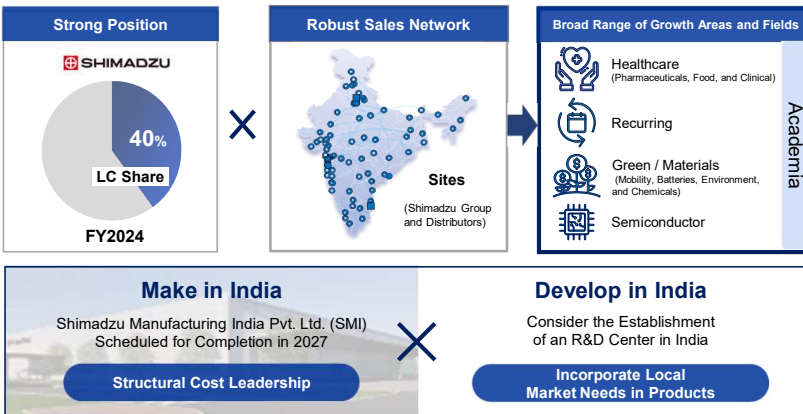 Strong Position
SHIMADZU
40%
LC Share
FY2024
Robust Sales Network
Sites
(Shimadzu Group
and Distributors)
Broad Range of Growth Areas and Fields
Healthcare
(Pharmaceuticals, Food, and Clinical)
Recurring
Green / Materials
(Mobility, Batteries, Environment,
and Chemicals)
Semiconductor
Academia
Make in India
Shimadzu Manufacturing India Pvt. Ltd. (SMI)
Scheduled for Completion in 2027
Structural Cost Leadership
Develop in India
Consider the Establishment
of an R&D Center in India
Incorporate Local
Market Needs in Products